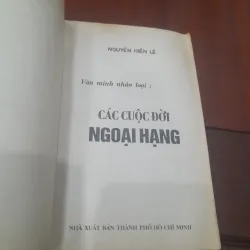 NGUYỄN HIẾN LÊ
Văn minh nhân loại :
CÁC CUỘC ĐỜI
NGOẠI HẠNG
NHÀ XUẤT BẢN THÀNH PHỐ HỒ CHÍ MINH